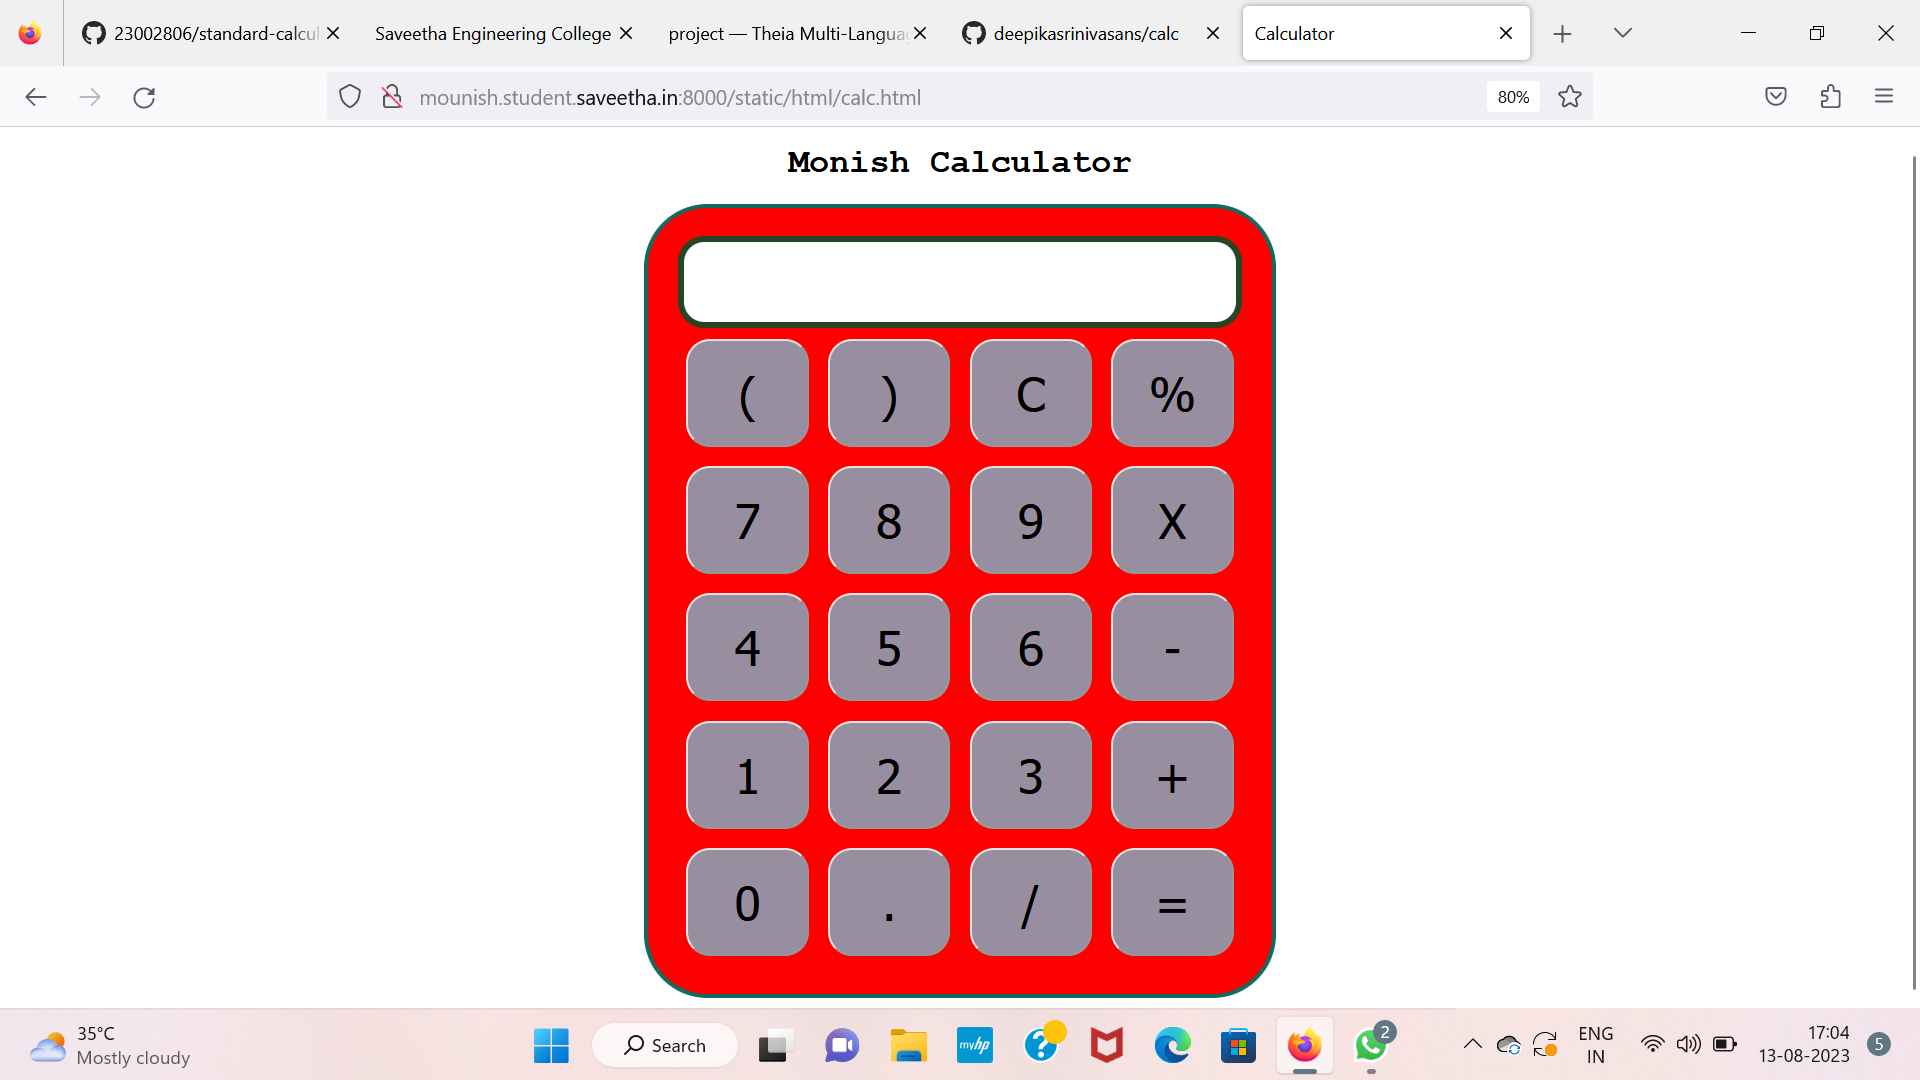 23002806/standard-calcul
Saveetha Engineering College
project — Theia Multi-Langua
deepikasrinivasans/calc
Calculator
mounish.student.saveetha.in:8000/static/html/calc.html
80%
Monish Calculator
( ) C %
7 8 9 X
4 5 6 -
1 2 3 +
0 . / =
35°C
Mostly cloudy
Search
myhp
2
ENG
IN
17:04
13-08-2023
5